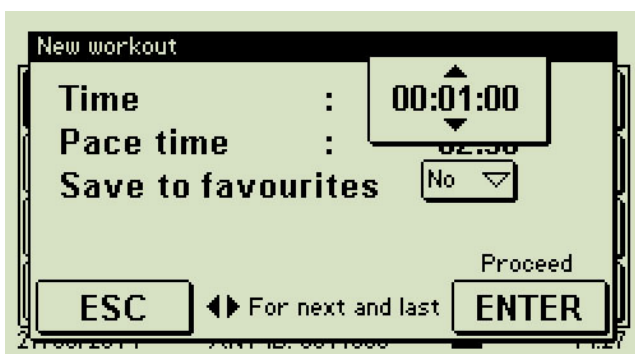 New workout
Time : 00:01:00
Pace time :
Save to favourites No
Proceed
ESC For next and last ENTER